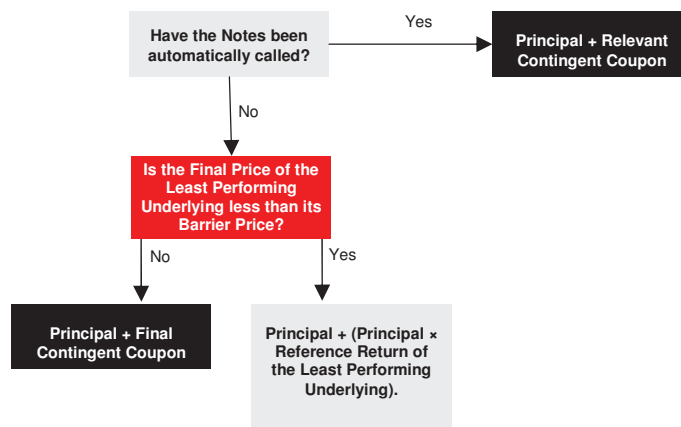 Have the Notes been
automatically called?
Yes
Principal + Relevant
Contingent Coupon
No
Is the Final Price of the
Least Performing
Underlying less than its
Barrier Price?
No
Yes
Principal + Final
Contingent Coupon
Principal + (Principal ×
Reference Return of
the Least Performing
Underlying).